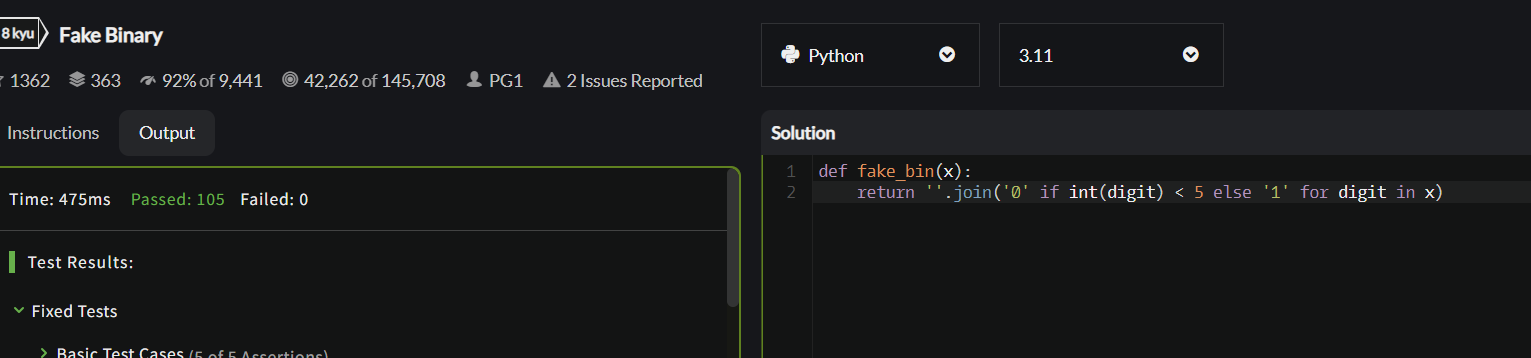 8 kyu
Fake Binary
1362 363 92% of 9,441 42,262 of 145,708 PG1 2 Issues Reported
Instructions
Output
Time: 475ms Passed: 105 Failed: 0
Test Results:
Fixed Tests
Basic Test Cases (5 of 5 Assertions)
Python
3.11
Solution
1 def fake_bin(x):
2     return ''.join('0' if int(digit) < 5 else '1' for digit in x)